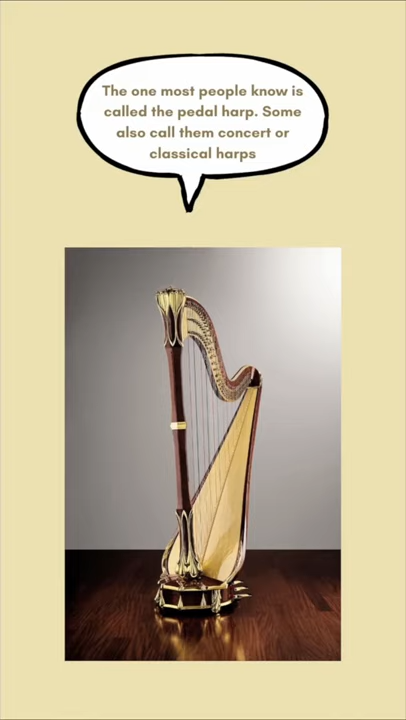 The one most people know is
called the pedal harp. Some
also call them concert or
classical harps